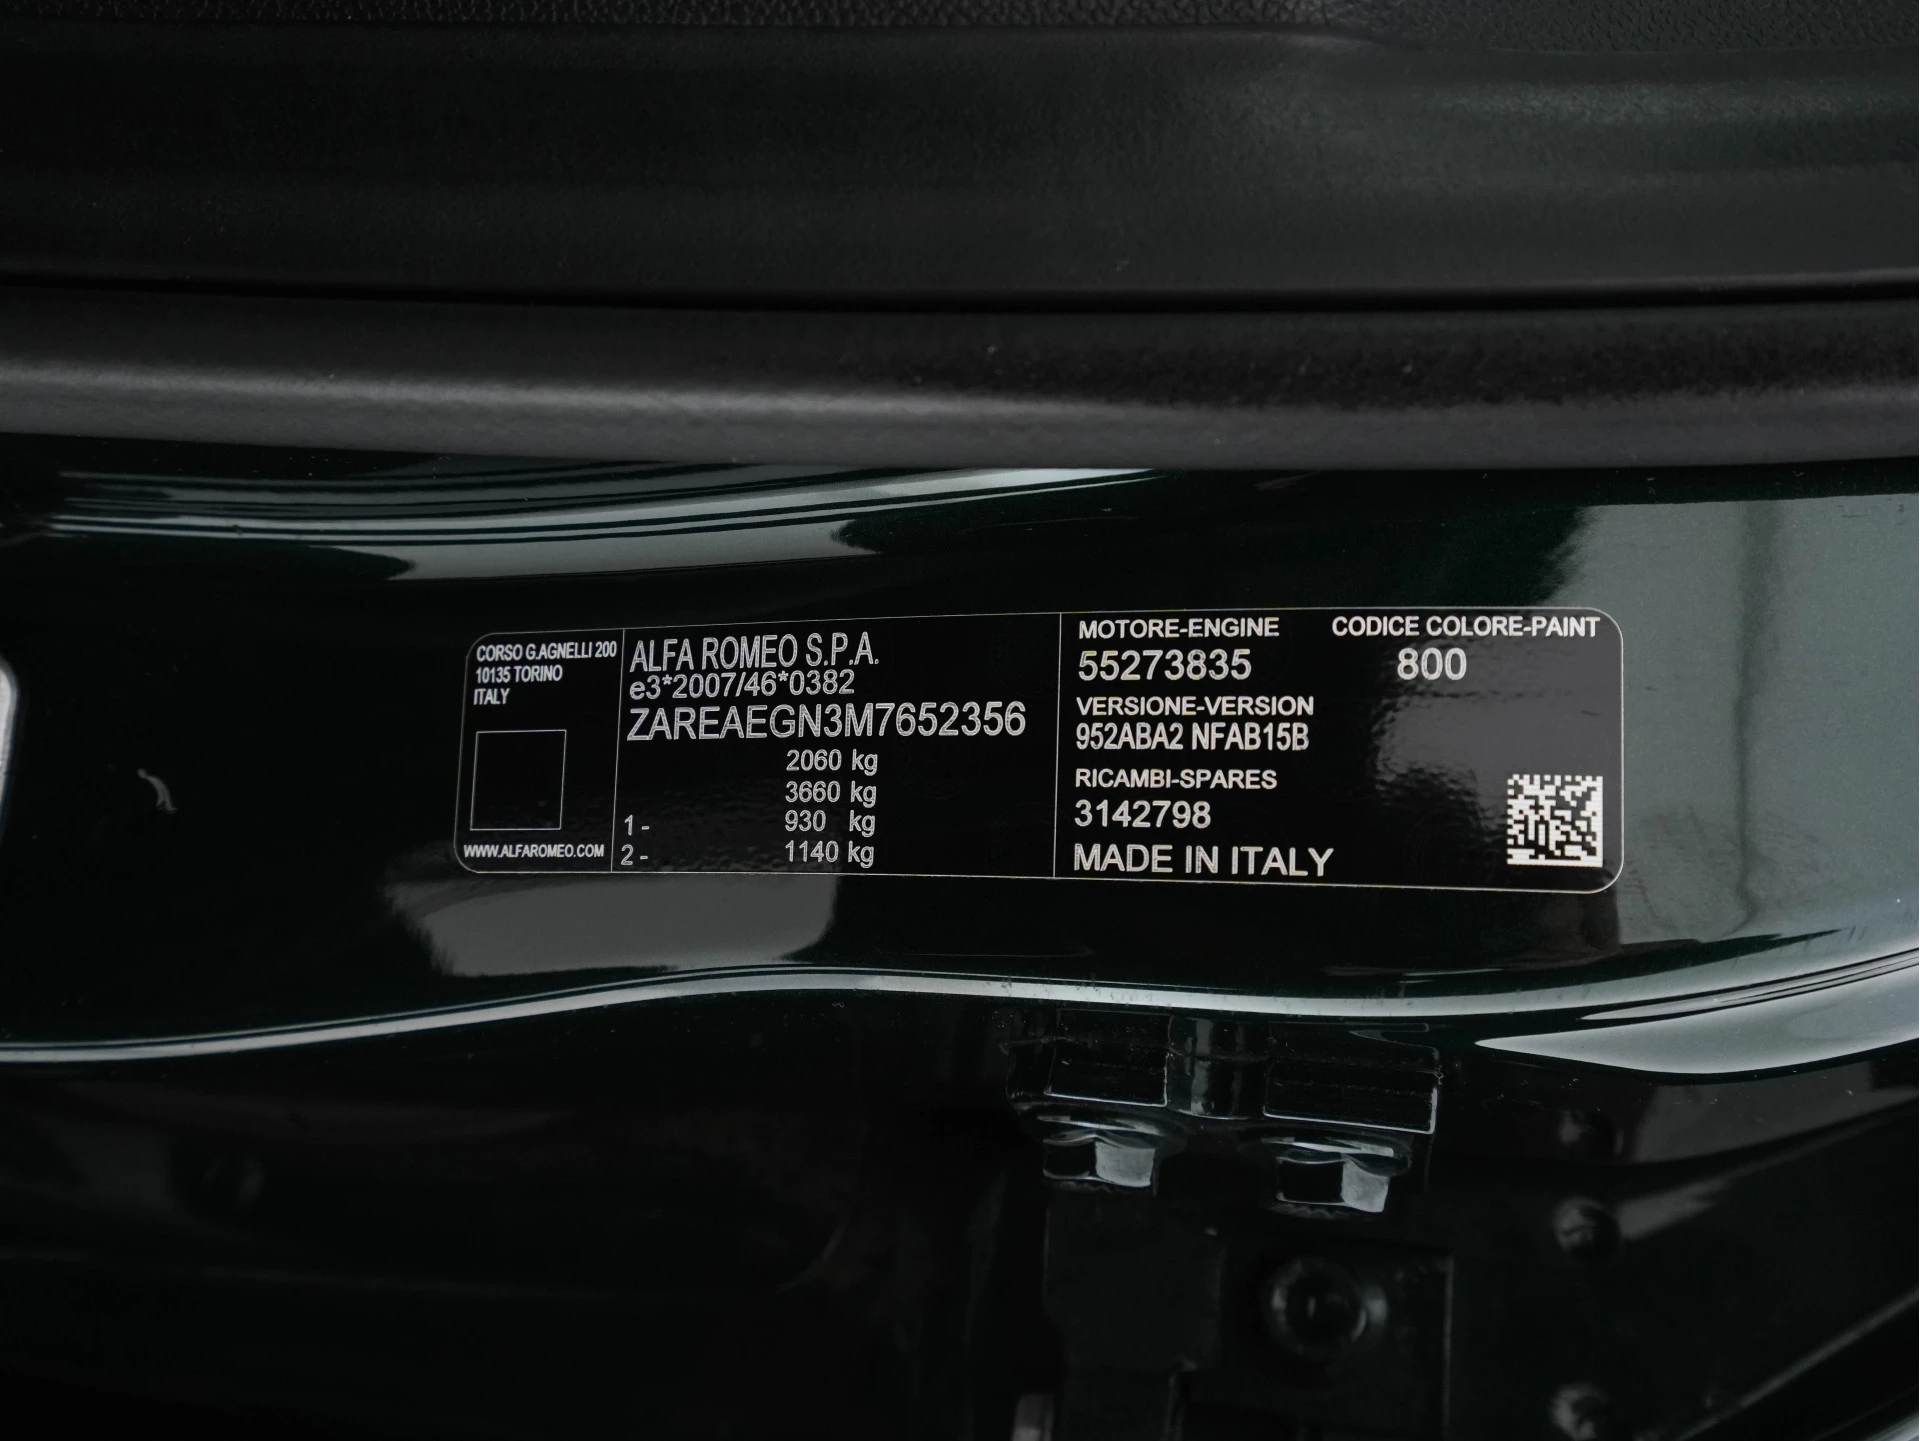 CORSO G.AGNELLI 200
10135 TORINO
ITALY
WWW.ALFAROMEO.COM
ALFA ROMEO S.P.A.
e3*2007/46*0382
ZAREAEGN3M7652356
2060 kg
3660 kg
1- 930 kg
2- 1140 kg
MOTORE-ENGINE CODICE COLORE-PAINT
55273835 800
VERSIONE-VERSION
952ABA2 NFAB15B
RICAMBI-SPARES
3142798
MADE IN ITALY